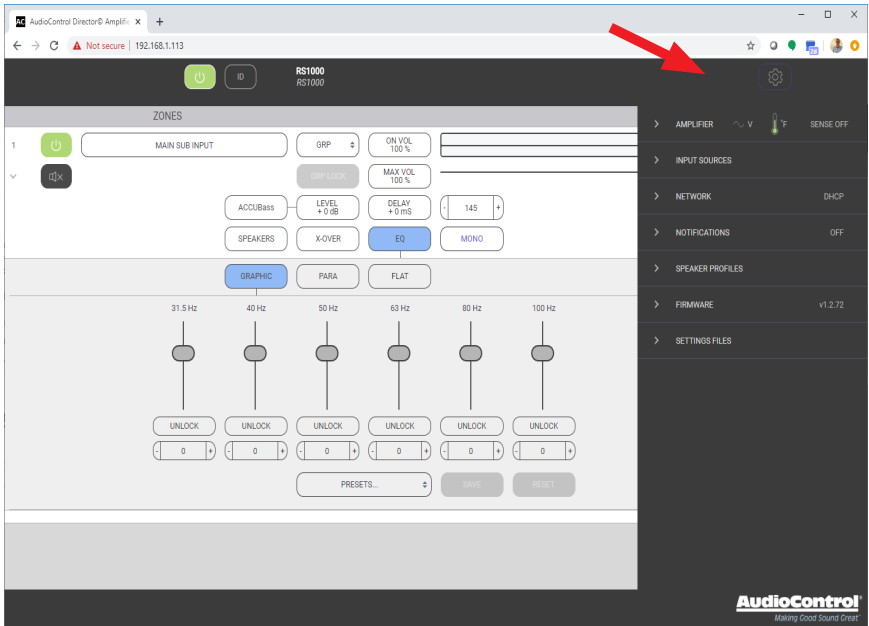 AC AudioControl Director® Amplifie x +
Not secure 192.168.1.113
ID RS1000
RS1000
ZONES
1 MAIN SUB INPUT GRP ON VOL
100 %
GRP LOCK MAX VOL
100 %
ACCUBass LEVEL
+ 0 dB DELAY
+ 0 mS - 145 +
SPEAKERS X-OVER EQ MONO
GRAPHIC PARA FLAT
31.5 Hz 40 Hz 50 Hz 63 Hz 80 Hz 100 Hz
UNLOCK UNLOCK UNLOCK UNLOCK UNLOCK UNLOCK
- 0 + - 0 + - 0 + - 0 + - 0 + - 0 +
PRESETS... SAVE RESET
> AMPLIFIER V °F SENSE OFF
> INPUT SOURCES
> NETWORK DHCP
> NOTIFICATIONS OFF
> SPEAKER PROFILES
> FIRMWARE v1.2.72
> SETTINGS FILES
AudioControl®
Making Good Sound Great™